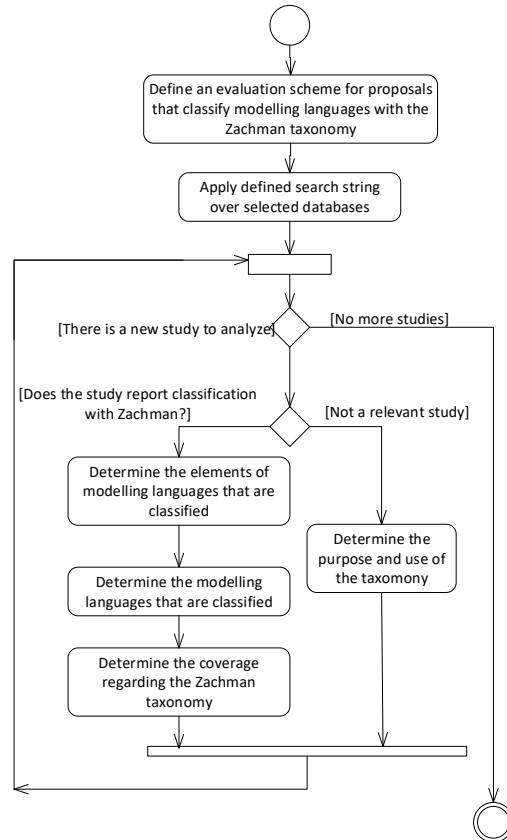 Define an evaluation scheme for proposals
that classify modelling languages with the
Zachman taxonomy
Apply defined search string
over selected databases
[There is a new study to analyze]
[No more studies]
[Does the study report classification
with Zachman?]
[Not a relevant study]
Determine the elements of
modelling languages that are
classified
Determine the
purpose and use of
the taxomony
Determine the modelling
languages that are classified
Determine the coverage
regarding the Zachman
taxonomy